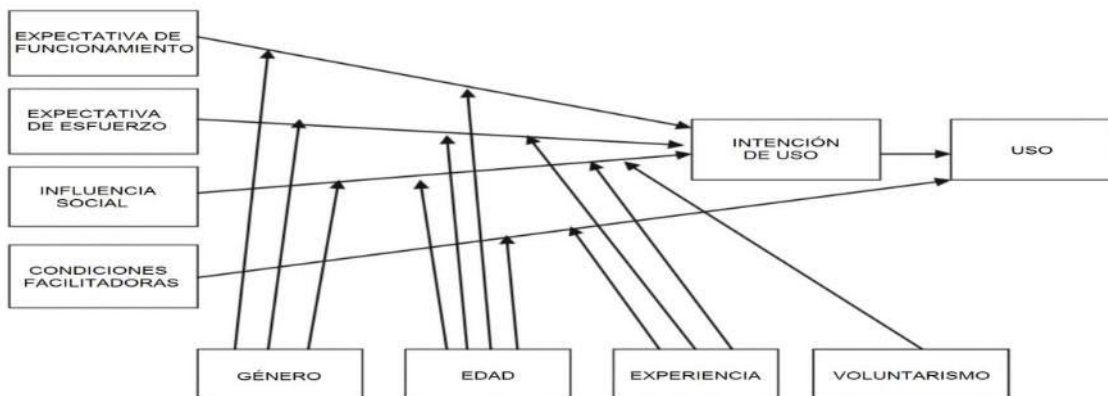 EXPECTATIVA DE
FUNCIONAMIENTO
EXPECTATIVA
DE ESFUERZO
INFLUENCIA
SOCIAL
CONDICIONES
FACILITADORAS
INTENCIÓN
DE USO
USO
GÉNERO
EDAD
EXPERIENCIA
VOLUNTARISMO